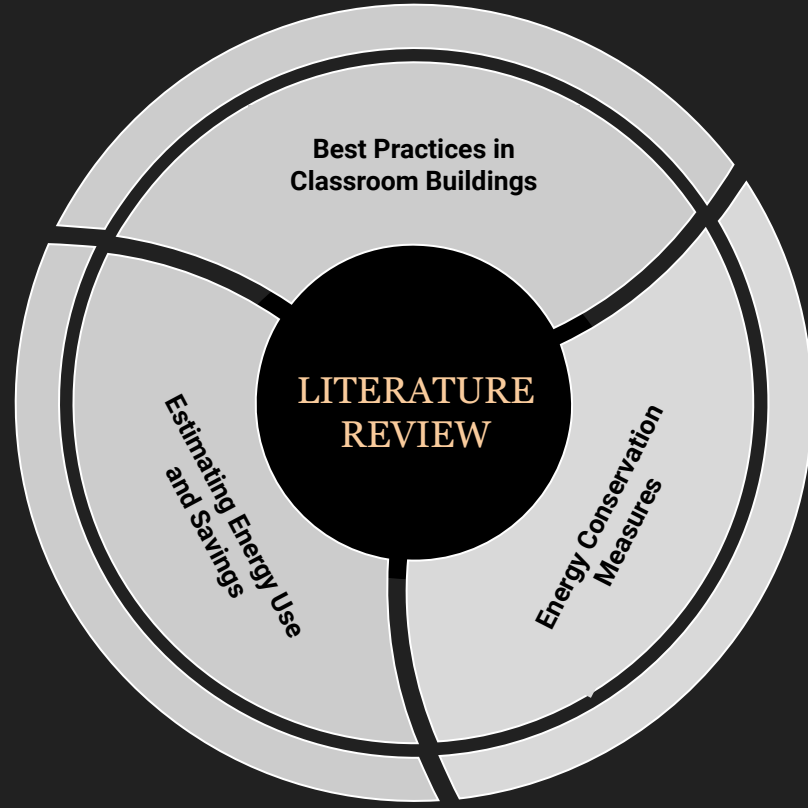 Best Practices in
Classroom Buildings
LITERATURE
REVIEW
Estimating Energy Use
and Savings
Energy Conservation
Measures